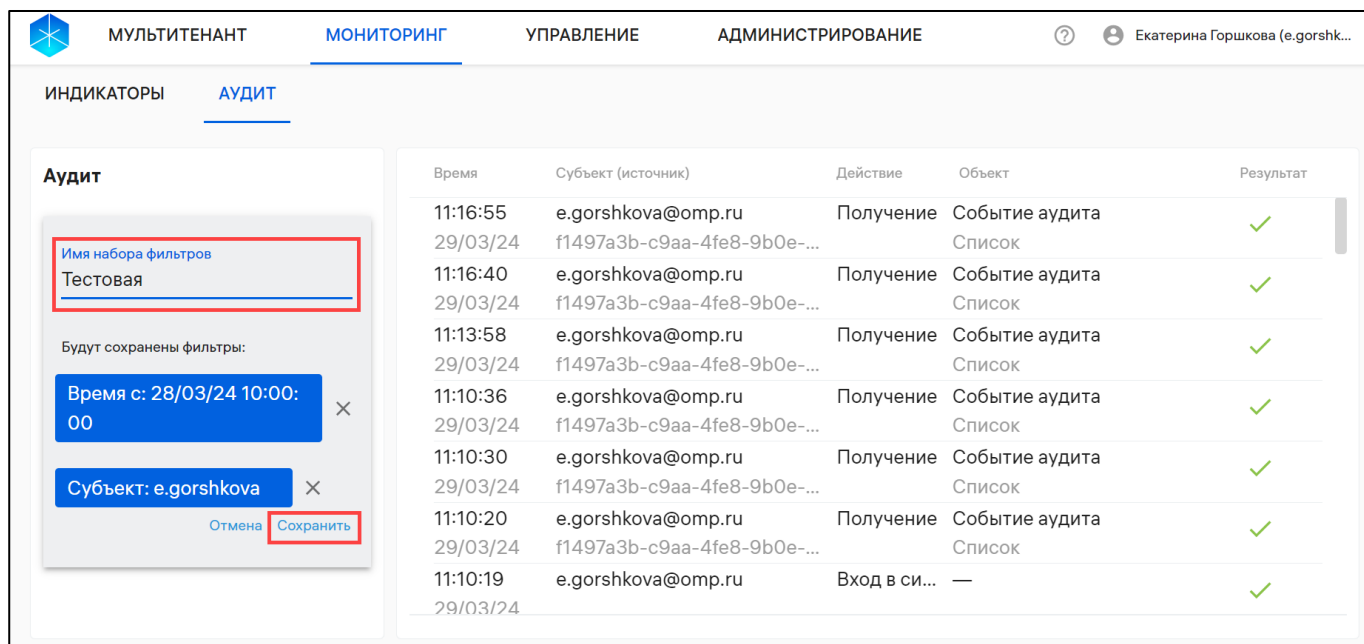 МУЛЬТИТЕНАНТ МОНИТОРИНГ УПРАВЛЕНИЕ АДМИНИСТРИРОВАНИЕ Екатерина Горшкова (e.gorshk...
ИНДИКАТОРЫ АУДИТ
Аудит
Имя набора фильтров
Тестовая
Будут сохранены фильтры:
Время с: 28/03/24 10:00:
00
Субъект: e.gorshkova
Отмена Сохранить
Время Субъект (источник) Действие Объект Результат
11:16:55 e.gorshkova@omp.ru Получение Событие аудита
29/03/24 f1497a3b-c9aa-4fe8-9b0e-... Список
11:16:40 e.gorshkova@omp.ru Получение Событие аудита
29/03/24 f1497a3b-c9aa-4fe8-9b0e-... Список
11:13:58 e.gorshkova@omp.ru Получение Событие аудита
29/03/24 f1497a3b-c9aa-4fe8-9b0e-... Список
11:10:36 e.gorshkova@omp.ru Получение Событие аудита
29/03/24 f1497a3b-c9aa-4fe8-9b0e-... Список
11:10:30 e.gorshkova@omp.ru Получение Событие аудита
29/03/24 f1497a3b-c9aa-4fe8-9b0e-... Список
11:10:20 e.gorshkova@omp.ru Получение Событие аудита
29/03/24 f1497a3b-c9aa-4fe8-9b0e-... Список
11:10:19 e.gorshkova@omp.ru Вход в си... —
29/03/24